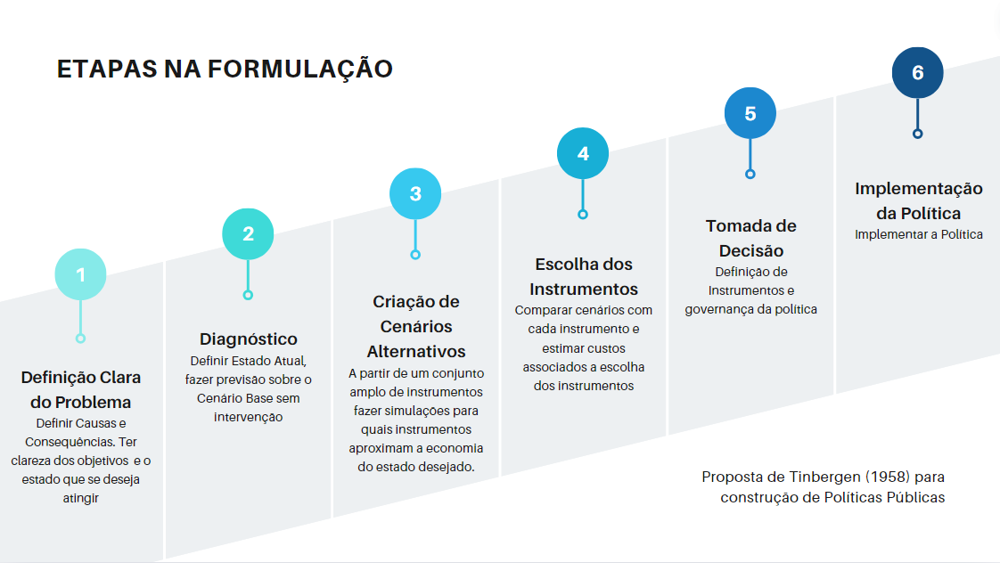 ETAPAS NA FORMULAÇÃO
1
Definição Clara
do Problema
Definir Causas e
Consequências. Ter
clareza dos objetivos e o
estado que se deseja
atingir
2
Diagnóstico
Definir Estado Atual,
fazer previsão sobre o
Cenário Base sem
intervenção
3
Criação de
Cenários
Alternativos
A partir de um conjunto
amplo de instrumentos
fazer simulações para
quais instrumentos
aproximam a economia
do estado desejado.
4
Escolha dos
Instrumentos
Comparar cenários com
cada instrumento e
estimar custos
associados a escolha
dos instrumentos
5
Tomada de
Decisão
Definição de
Instrumentos e
governança da política
6
Implementação
da Política
Implementar a Política
Proposta de Tinbergen (1958) para
construção de Políticas Públicas